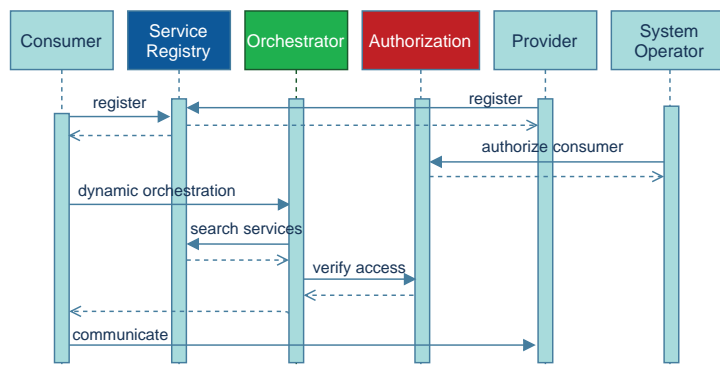 Consumer
Service
Registry
Orchestrator
Authorization
Provider
System
Operator
register
register
authorize consumer
dynamic orchestration
search services
verify access
communicate